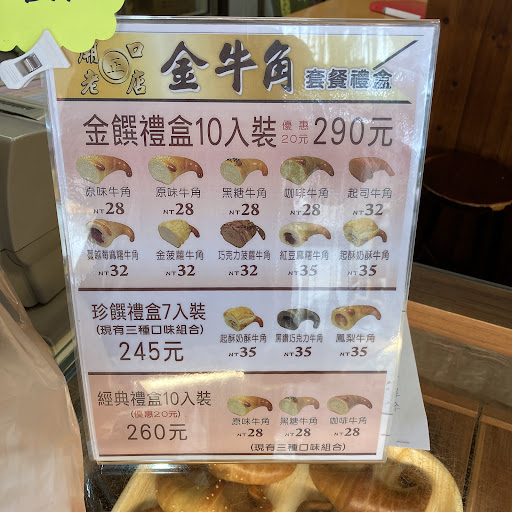 廟口
老店
正
金牛角 套餐禮盒
金饌禮盒10入裝 優惠20元 290元
原味牛角 原味牛角 黑糖牛角 咖啡牛角 起司牛角
NT28 NT28 NT28 NT28 NT32
蔓越莓麻糬牛角 金菠蘿牛角 巧克力菠蘿牛角 紅豆麻糬牛角 起酥奶酥牛角
NT32 NT32 NT32 NT35 NT35
珍饌禮盒7入裝
(現有三種口味組合)
245元
起酥奶酥牛角 黑鑽巧克力牛角 鳳梨牛角
NT35 NT35 NT35
經典禮盒10入裝
(優惠20元)
260元
原味牛角 黑糖牛角 咖啡牛角
NT28 NT28 NT28
(現有三種口味組合)